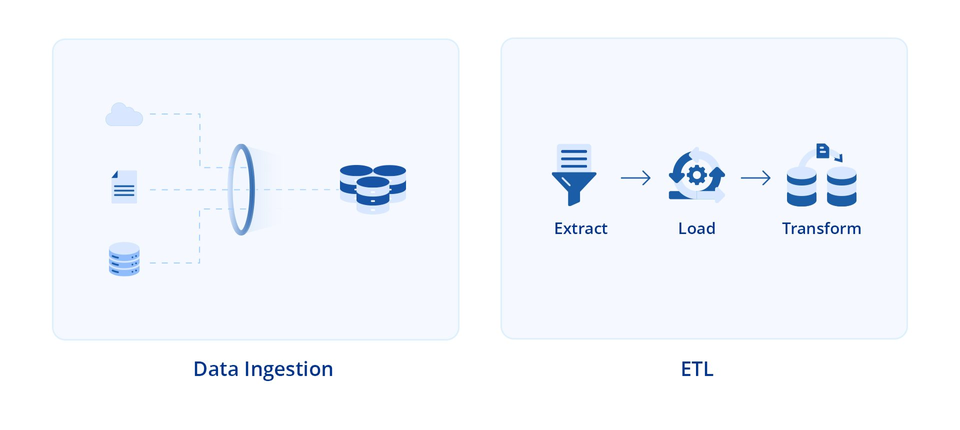 Extract
Load
Transform
Data Ingestion
ETL